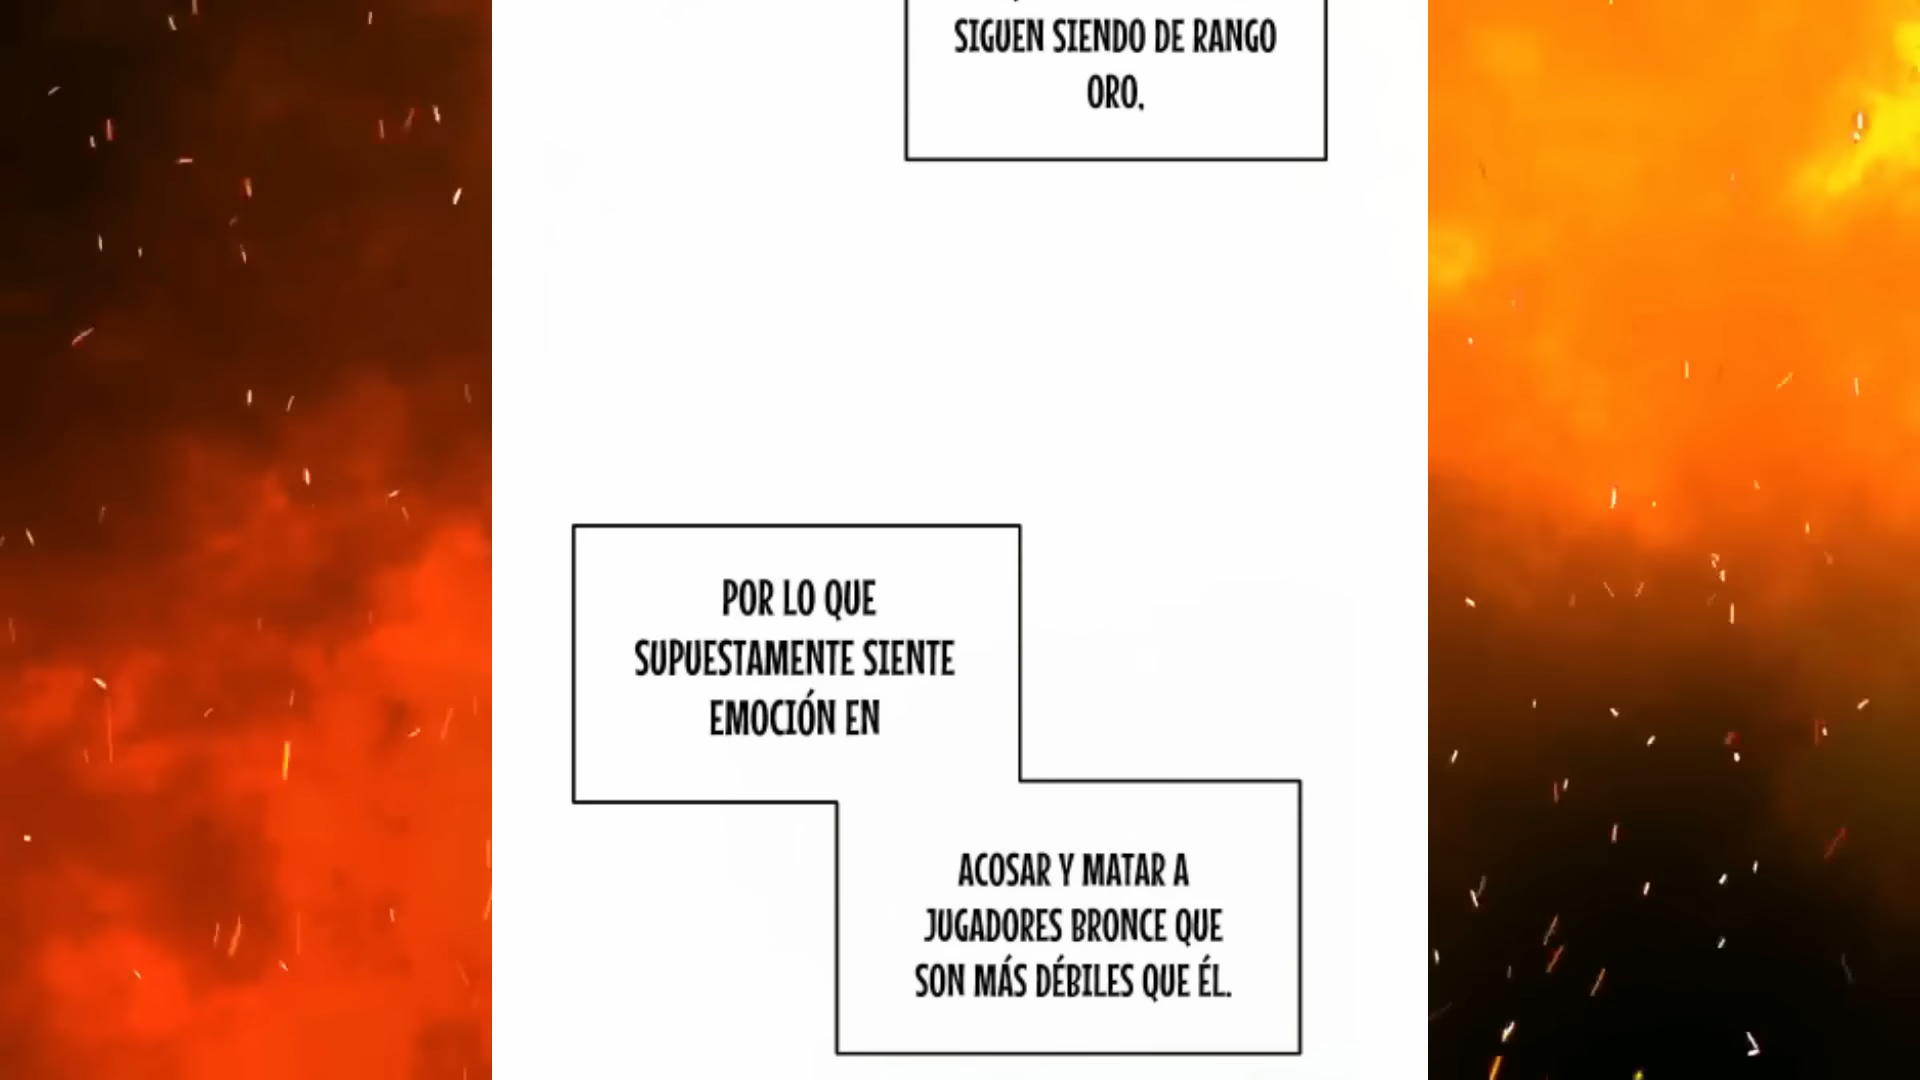 SIGUEN SIENDO DE RANGO
ORO,
POR LO QUE
SUPUESTAMENTE SIENTE
EMOCIÓN EN
ACOSAR Y MATAR A
JUGADORES BRONCE QUE
SON MÁS DÉBILES QUE ÉL.